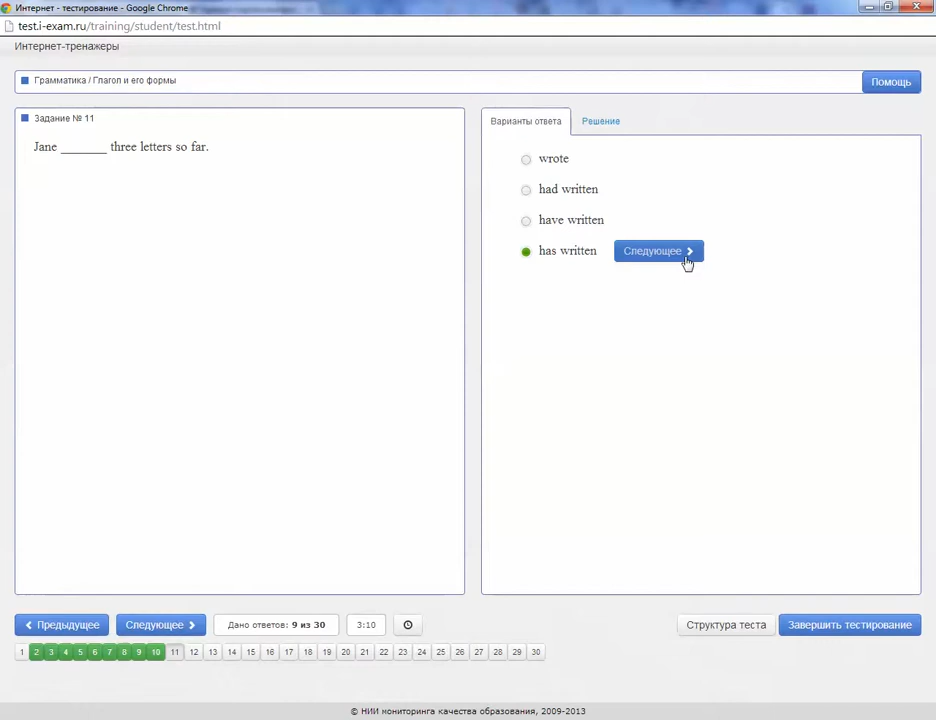 Интернет - тестирование - Google Chrome
test.i-exam.ru/training/student/test.html
Интернет-тренажеры
Грамматика / Глагол и его формы
Помощь
Задание № 11
Jane _______ three letters so far.
Варианты ответа
Решение
wrote
had written
have written
has written
Следующее
Предыдущее
Следующее
Дано ответов: 9 из 30
3:10
Структура теста
Завершить тестирование
1 2 3 4 5 6 7 8 9 10 11 12 13 14 15 16 17 18 19 20 21 22 23 24 25 26 27 28 29 30
© НИИ мониторинга качества образования, 2009-2013